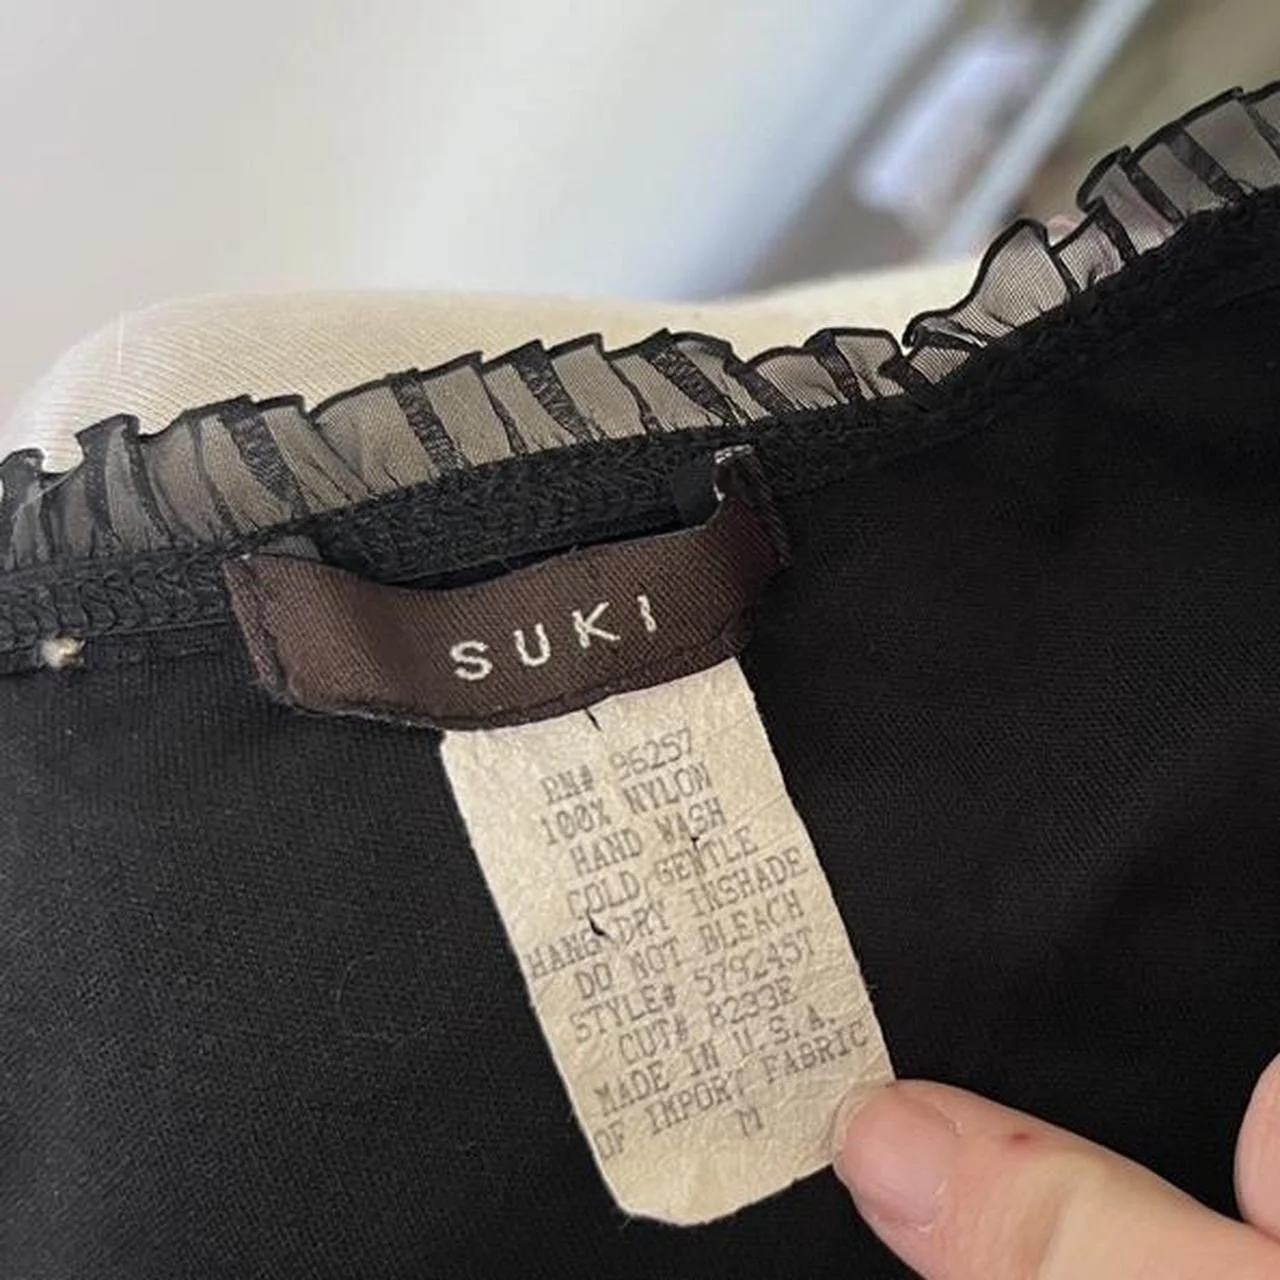 SUKI
RN# 96257
100% NYLON
HAND WASH
COLD GENTLE
HANG DRY INSHADE
DO NOT BLEACH
STYLE# 579245T
CUT# 8233E
MADE IN U.S.A.
OF IMPORT FABRIC
M